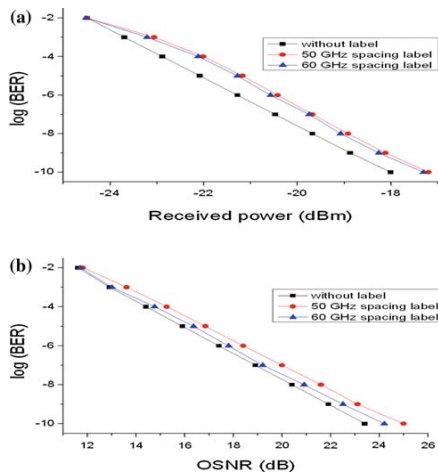 (a)
-2
-4
-6
-8
-10
log (BER)
without label
50 GHz spacing label
60 GHz spacing label
-24
-22
-20
-18
Received power (dBm)
(b)
-2
-4
-6
-8
-10
log (BER)
without label
50 GHz spacing label
60 GHz spacing label
12
14
16
18
20
22
24
26
OSNR (dB)